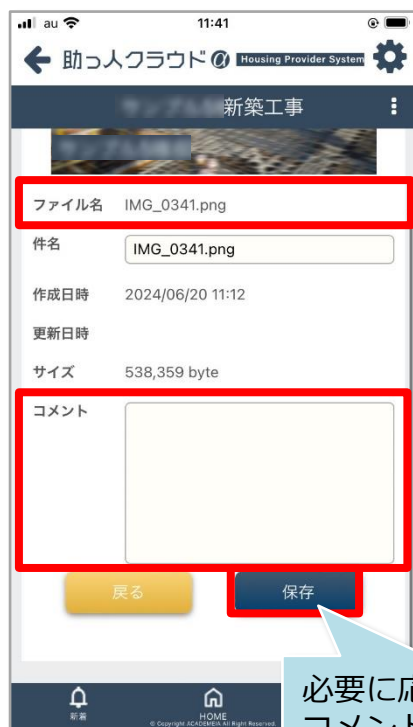 au 11:41
助っ人クラウドα Housing Provider System
新築工事
ファイル名 IMG_0341.png
件名 IMG_0341.png
作成日時 2024/06/20 11:12
更新日時
サイズ 538,359 byte
コメント
戻る 保存
新着 HOME
© Copyright ACADEMEIA All Right Reserved.
必要に応
コメント